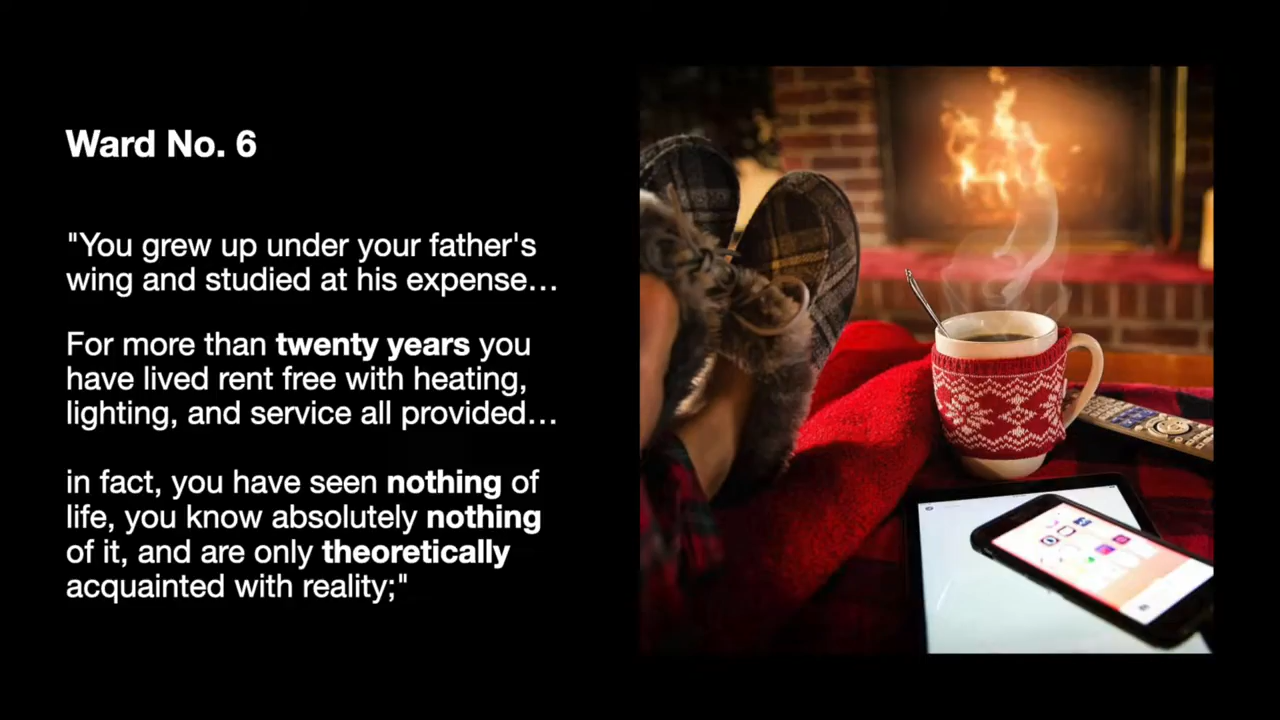 Ward No. 6
"You grew up under your father's
wing and studied at his expense…
For more than twenty years you
have lived rent free with heating,
lighting, and service all provided…
in fact, you have seen nothing of
life, you know absolutely nothing
of it, and are only theoretically
acquainted with reality;"